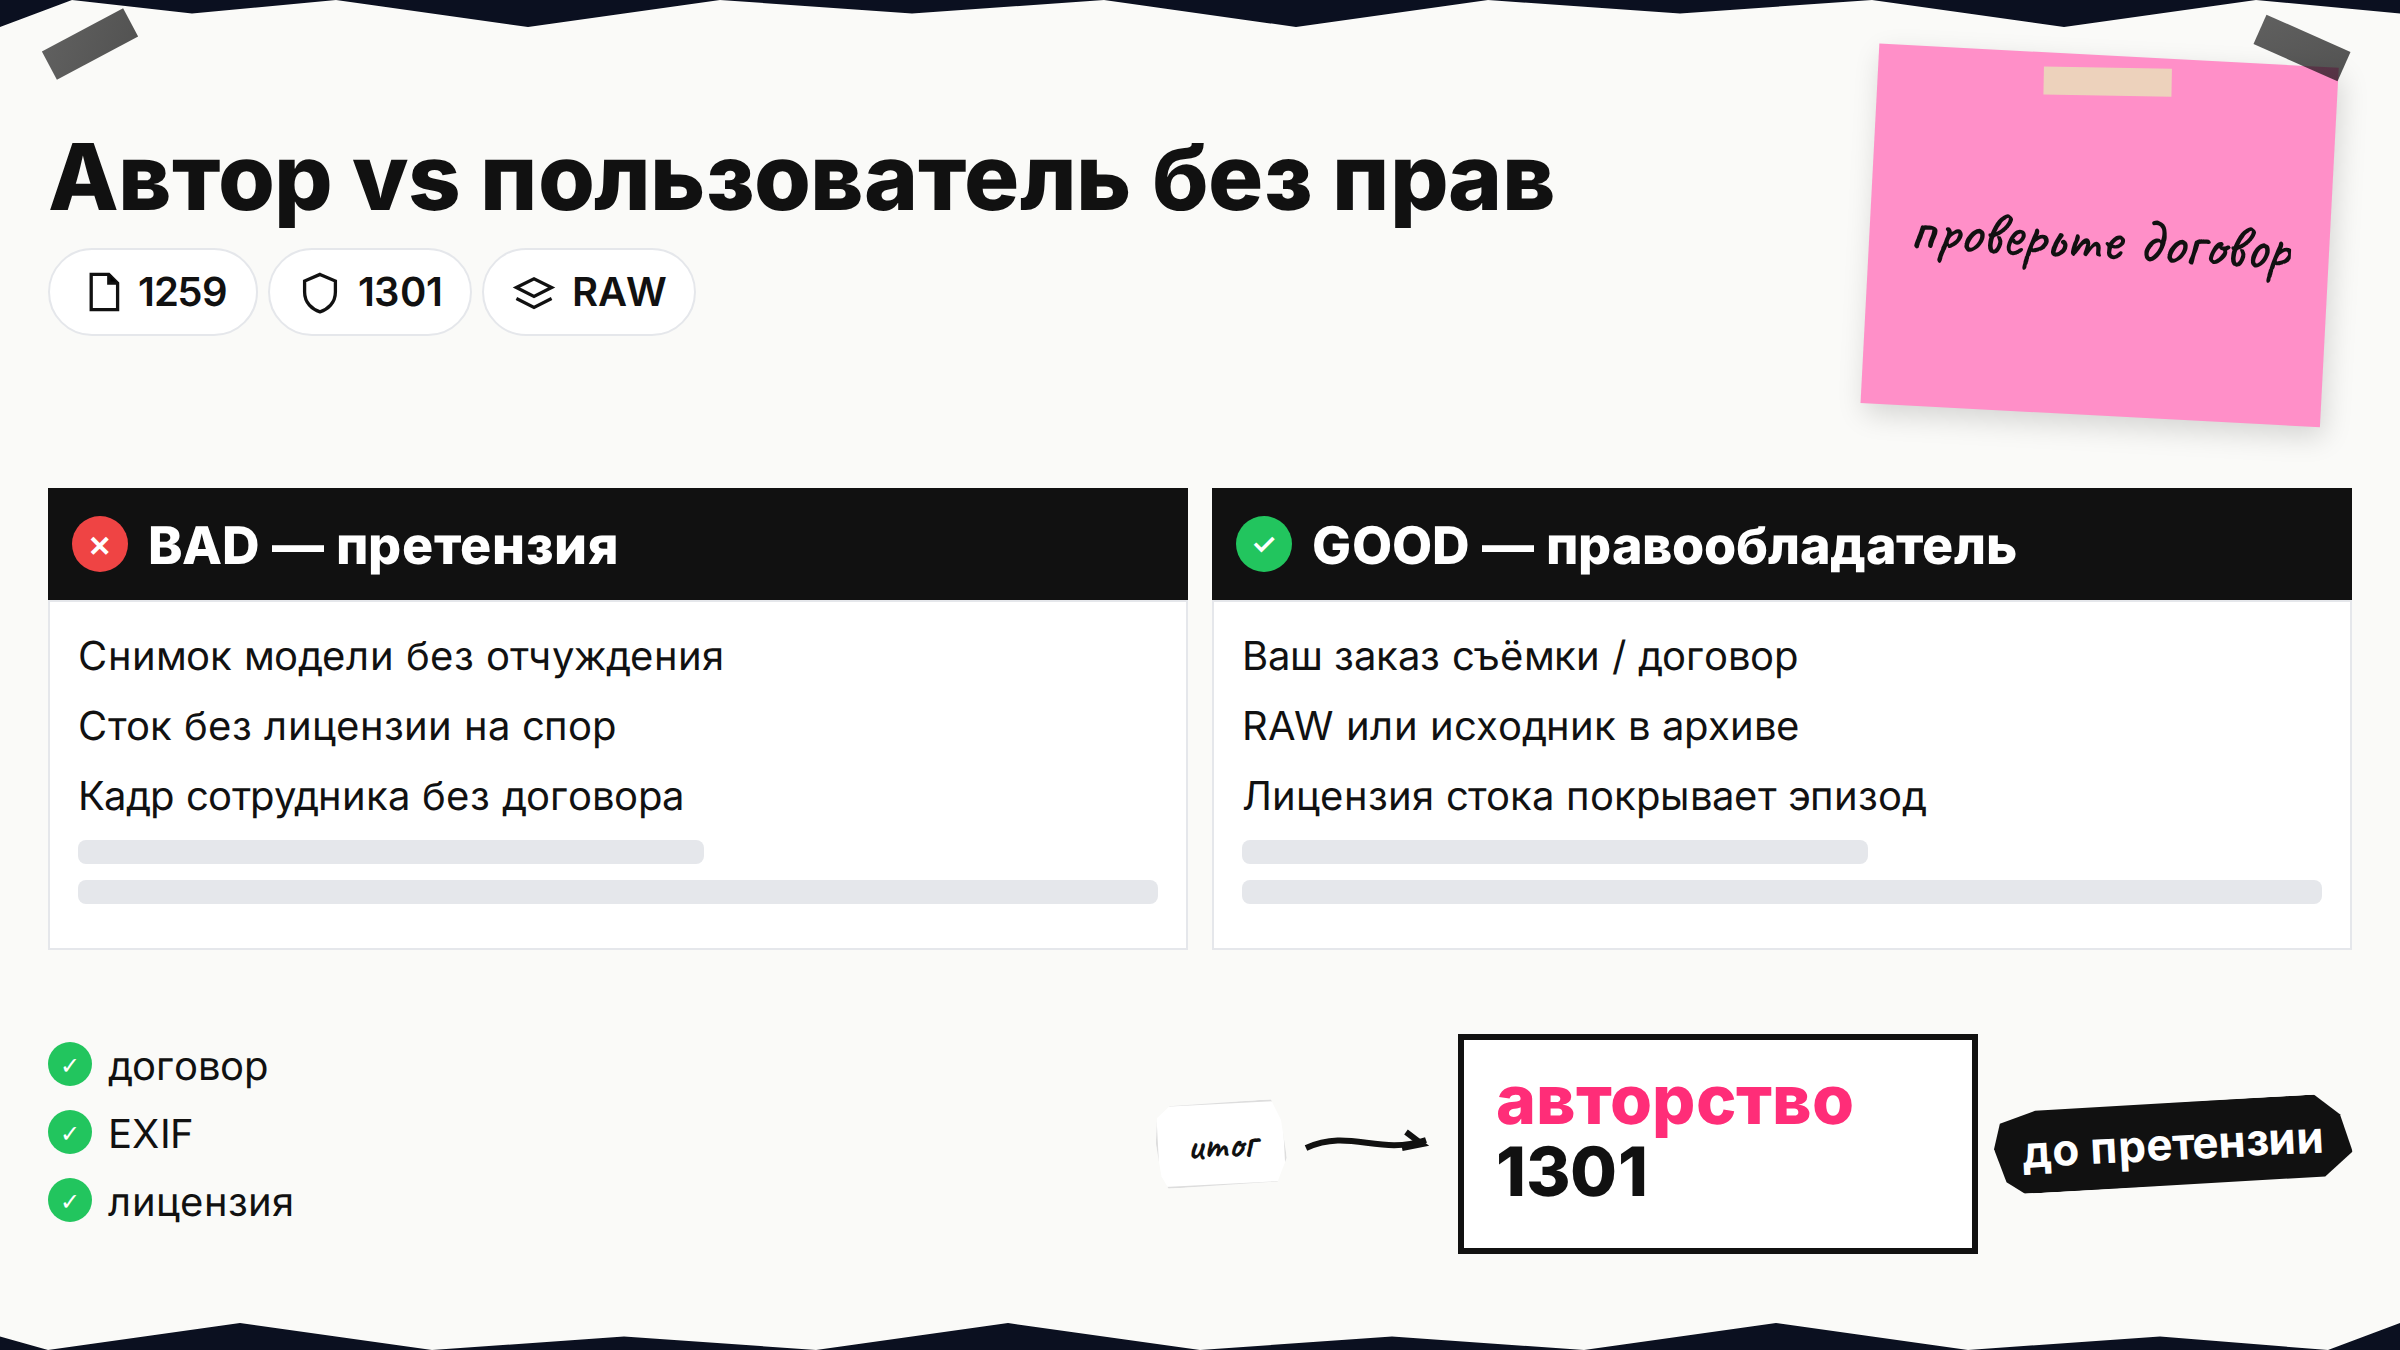 Автор vs пользователь без прав
1259
1301
RAW
проверьте договор
BAD — претензия
Снимок модели без отчуждения
Сток без лицензии на спор
Кадр сотрудника без договора
GOOD — правообладатель
Ваш заказ съёмки / договор
RAW или исходник в архиве
Лицензия стока покрывает эпизод
договор
EXIF
лицензия
итог
авторство
1301
до претензии